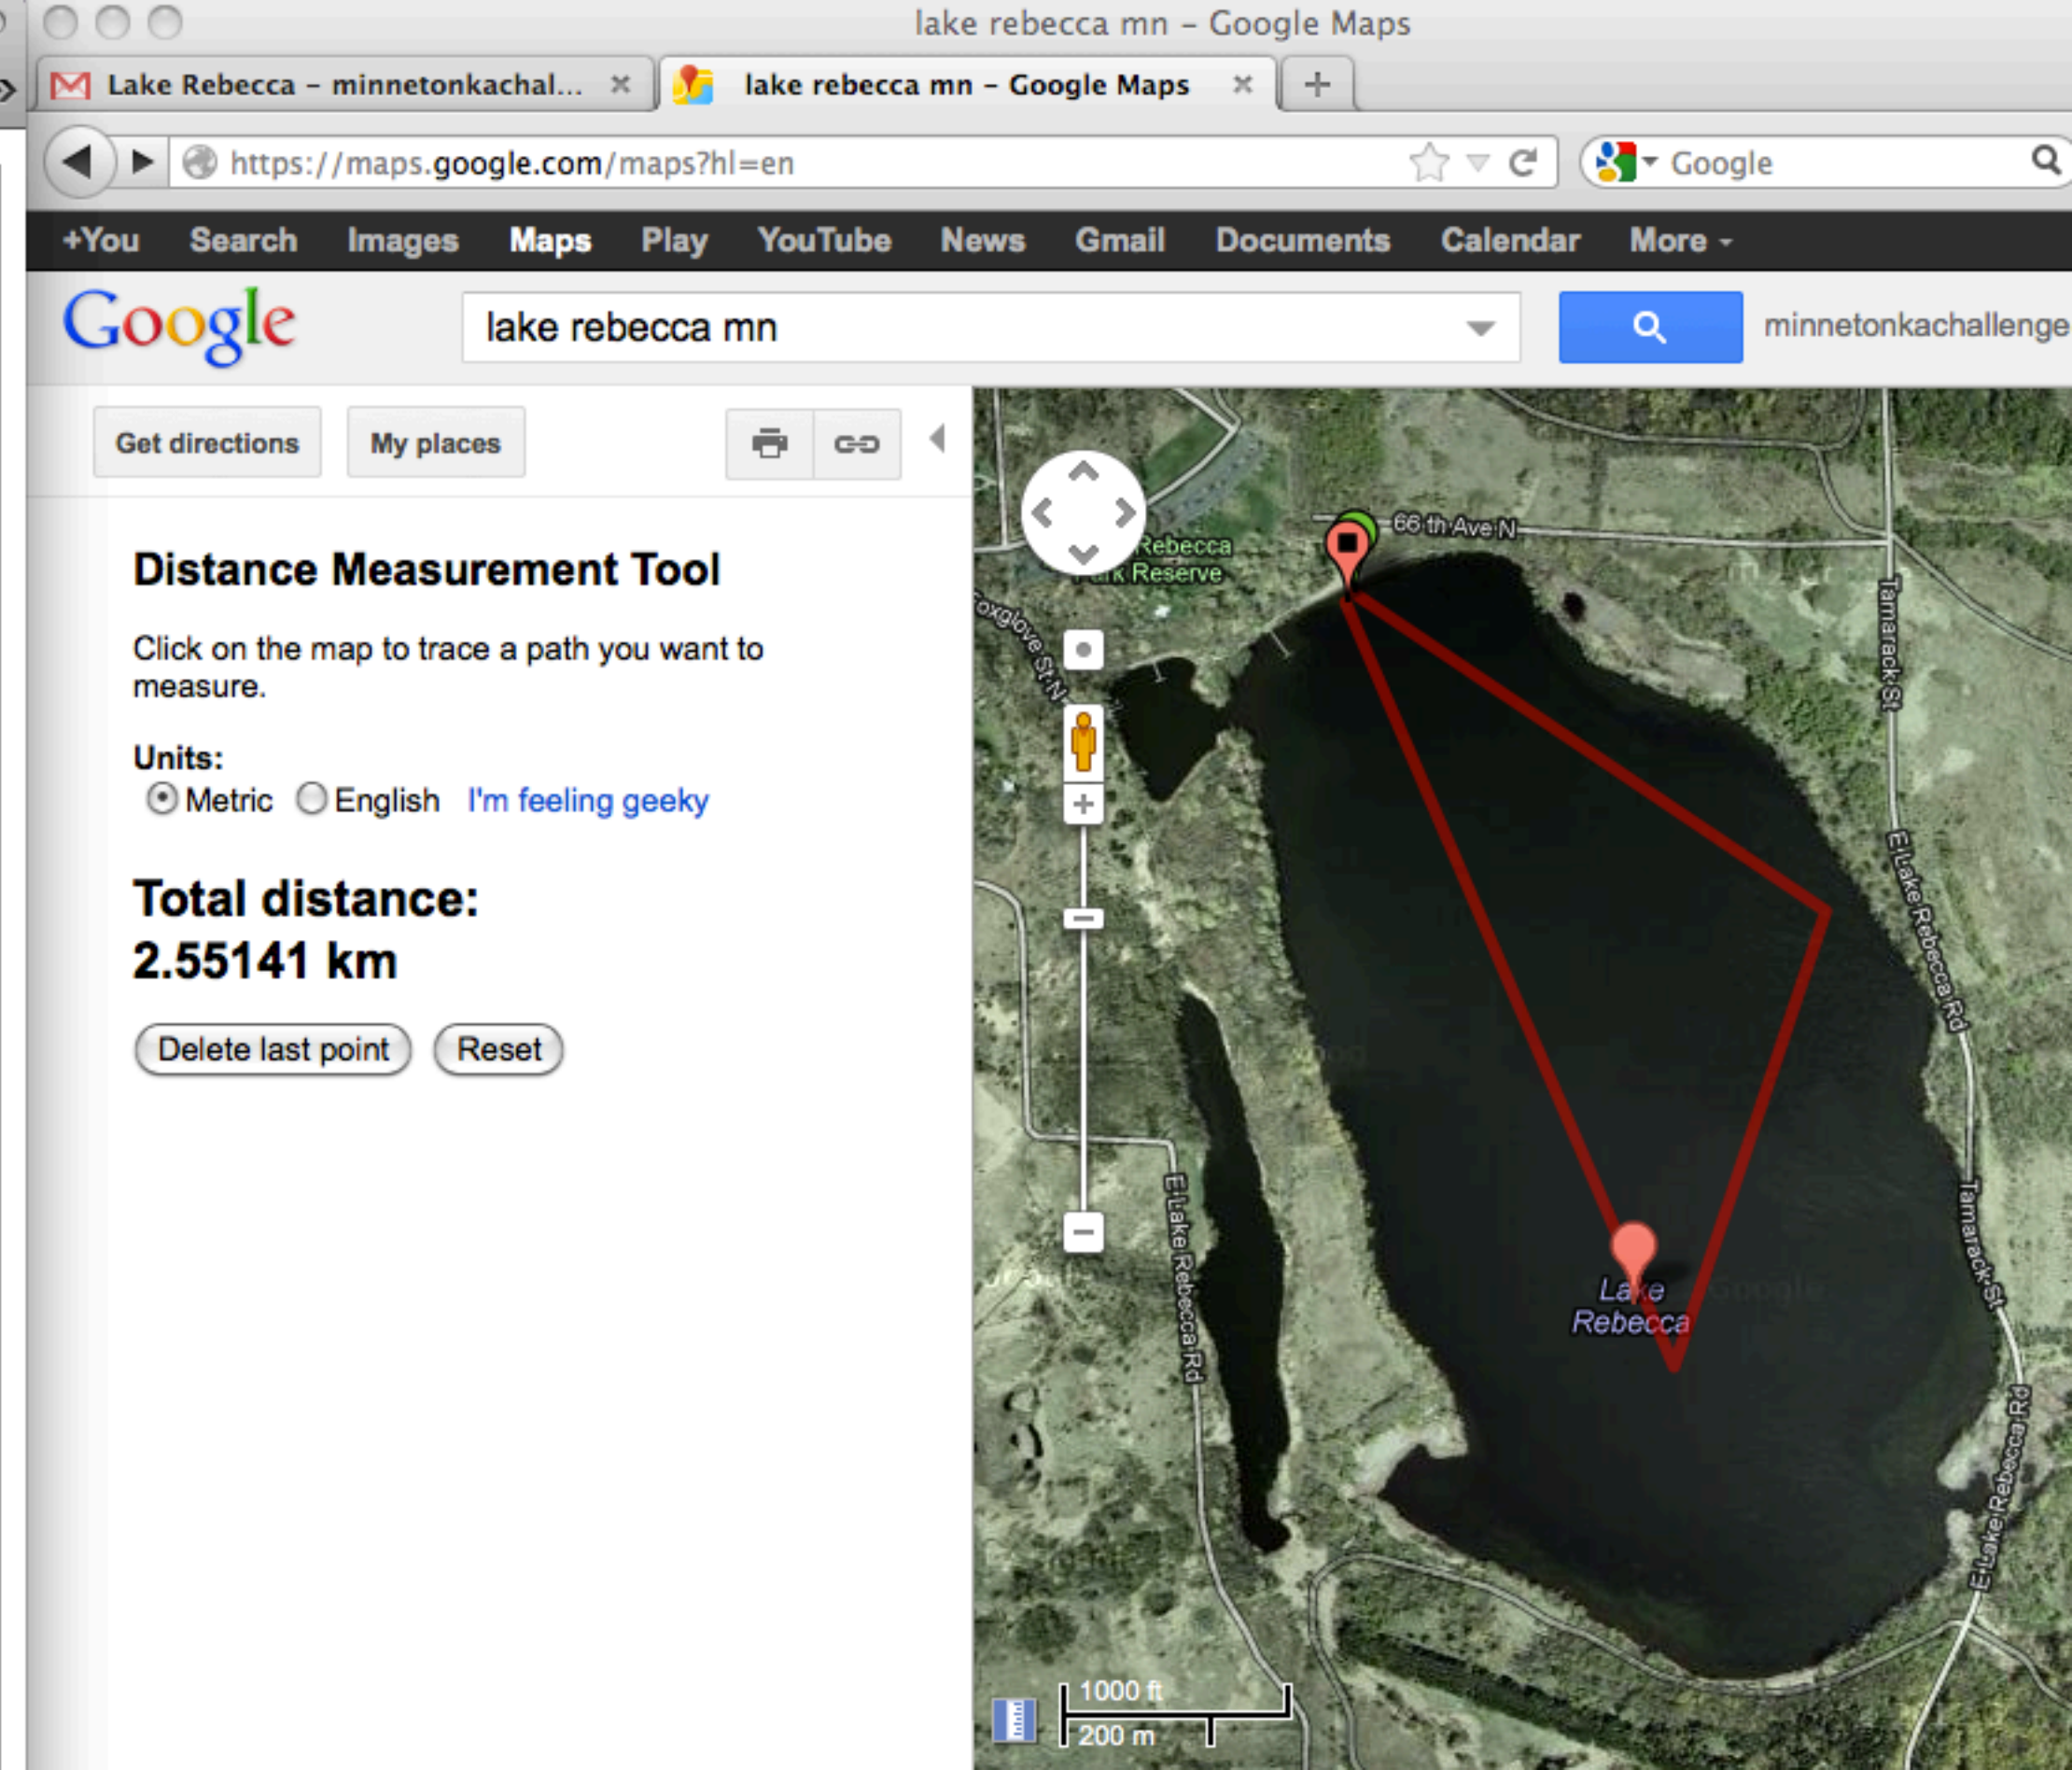 lake rebecca mn – Google Maps
Lake Rebecca – minnetonkachal...
lake rebecca mn – Google Maps
https://maps.google.com/maps?hl=en
Google
+You Search Images Maps Play YouTube News Gmail Documents Calendar More
Google
lake rebecca mn
minnetonkachallenge
Get directions
My places
Distance Measurement Tool
Click on the map to trace a path you want to
measure.
Units:
Metric English I'm feeling geeky
Total distance:
2.55141 km
Delete last point Reset
66 th Ave N
Rebecca
Park Reserve
Foxglove St N
Tamarack St
E Lake Rebecca Rd
Tamarack St
E Lake Rebecca Rd
E Lake Rebecca Rd
Lake
Rebecca
Google
1000 ft
200 m